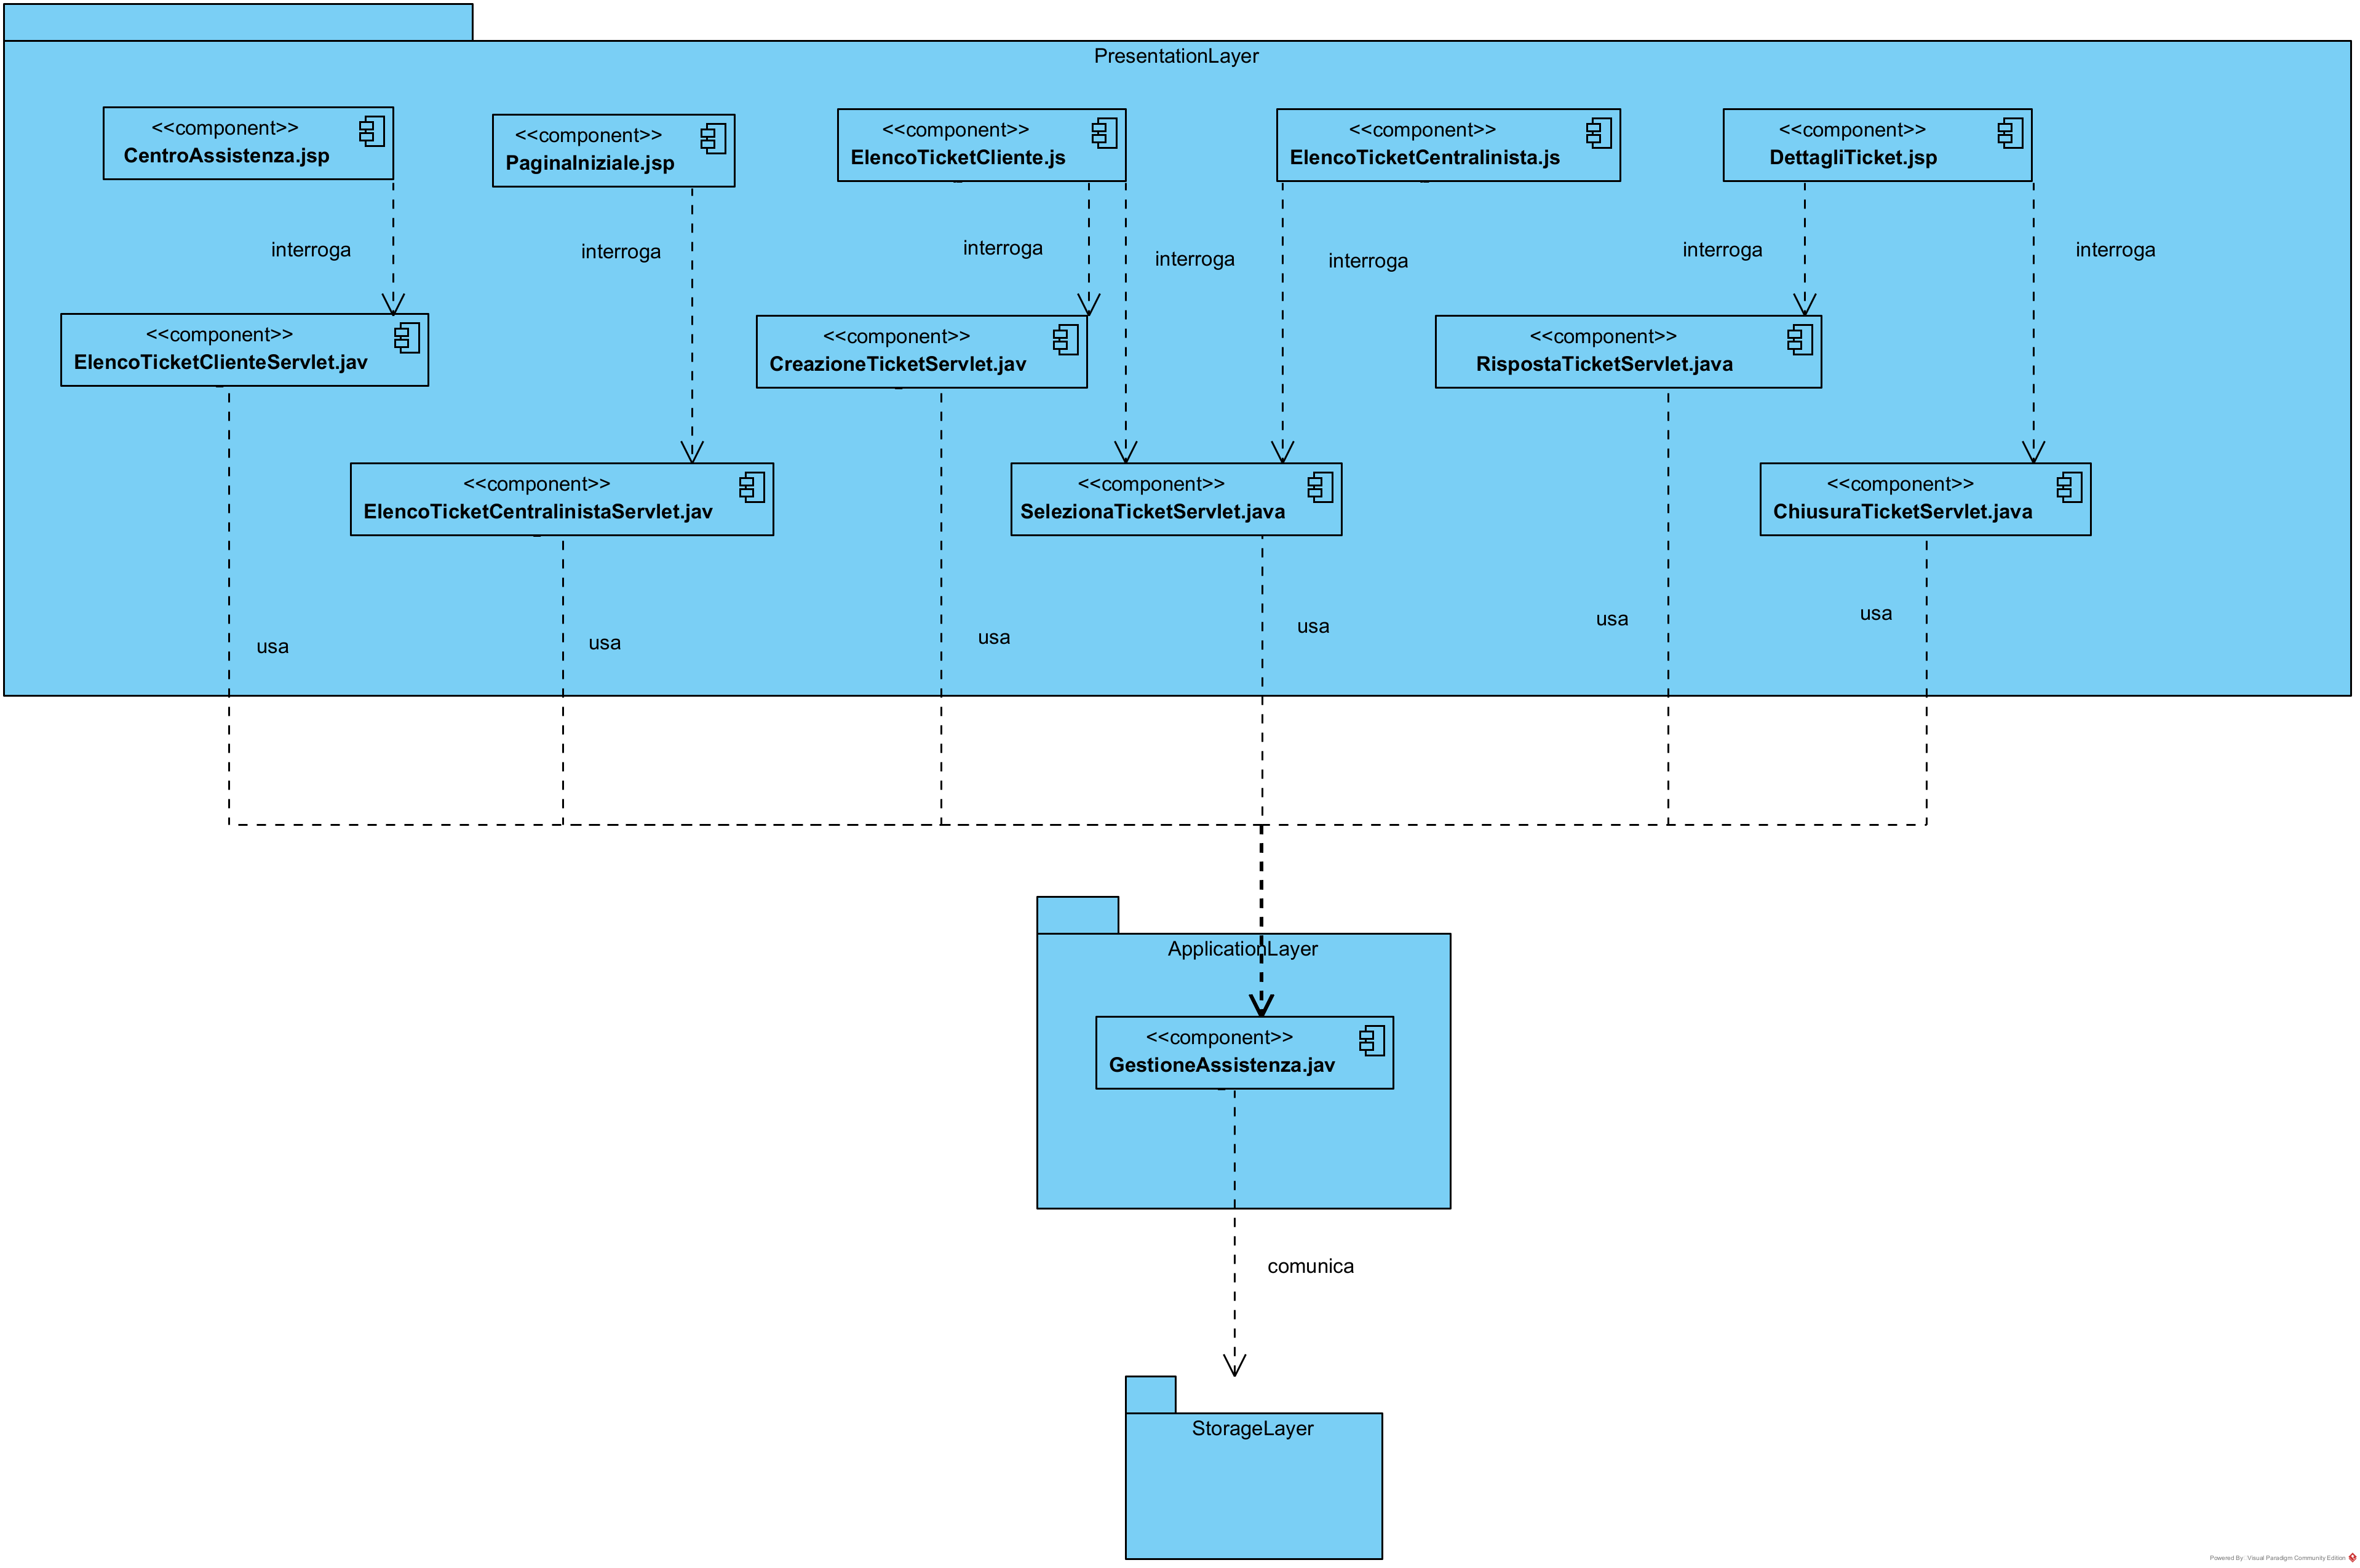 PresentationLayer
<<component>>
CentroAssistenza.jsp
<<component>>
PaginaIniziale.jsp
<<component>>
ElencoTicketCliente.js
<<component>>
ElencoTicketCentralinista.js
<<component>>
DettagliTicket.jsp
interroga
interroga
interroga
interroga
interroga
interroga
interroga
<<component>>
ElencoTicketClienteServlet.jav
<<component>>
CreazioneTicketServlet.jav
<<component>>
RispostaTicketServlet.java
<<component>>
ElencoTicketCentralinistaServlet.jav
<<component>>
SelezionaTicketServlet.java
<<component>>
ChiusuraTicketServlet.java
usa
usa
usa
usa
usa
usa
ApplicationLayer
<<component>>
GestioneAssistenza.jav
comunica
StorageLayer
Powered By: Visual Paradigm Community Edition